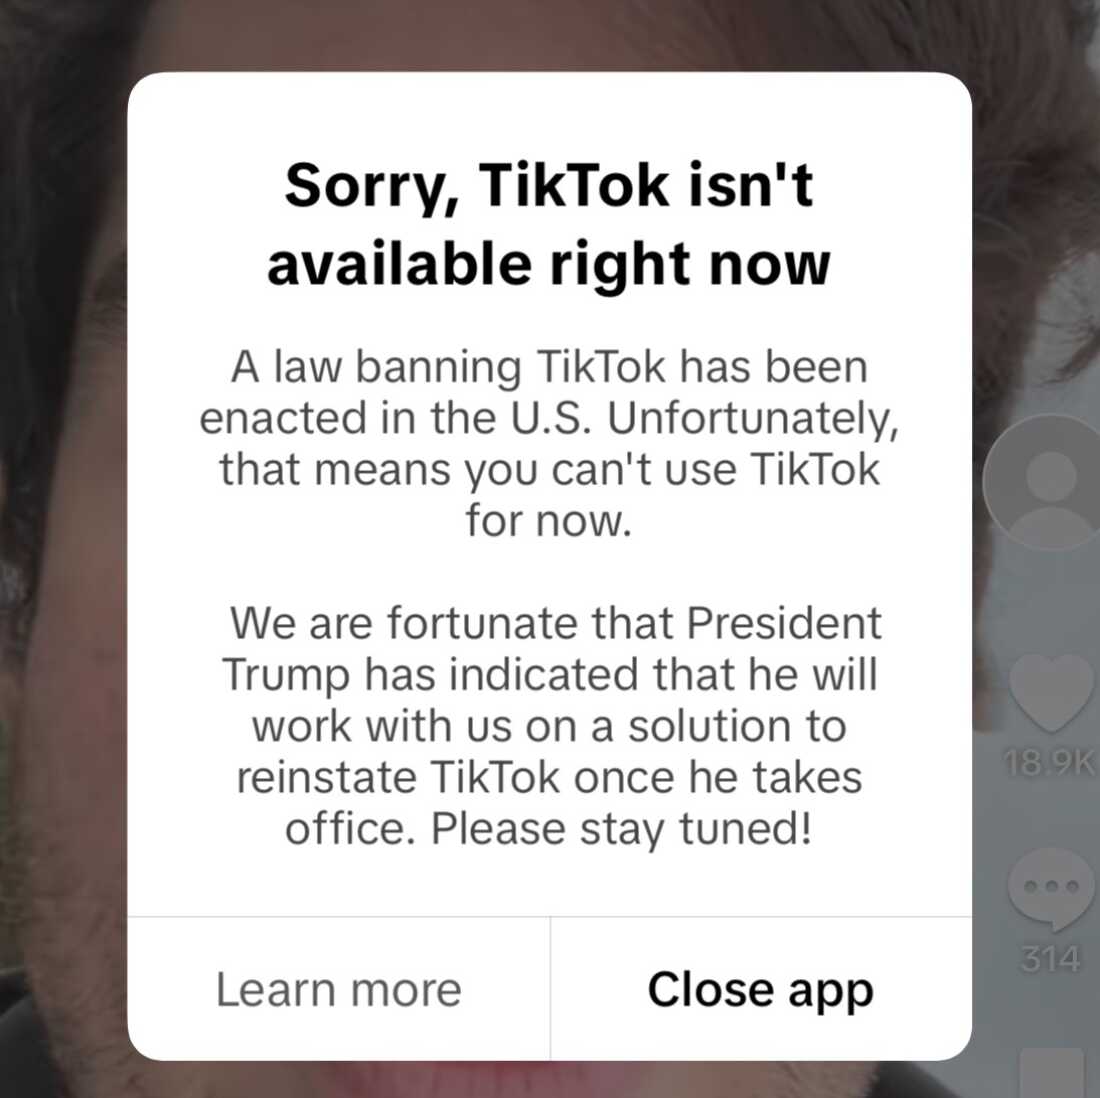 Sorry, TikTok isn't
available right now
A law banning TikTok has been
enacted in the U.S. Unfortunately,
that means you can't use TikTok
for now.
We are fortunate that President
Trump has indicated that he will
work with us on a solution to
reinstate TikTok once he takes
office. Please stay tuned!
18.9K
314
Learn more
Close app